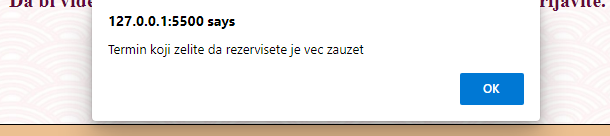 Da bi vide
rijavite.
127.0.0.1:5500 says
Termin koji zelite da rezervisete je vec zauzet
OK